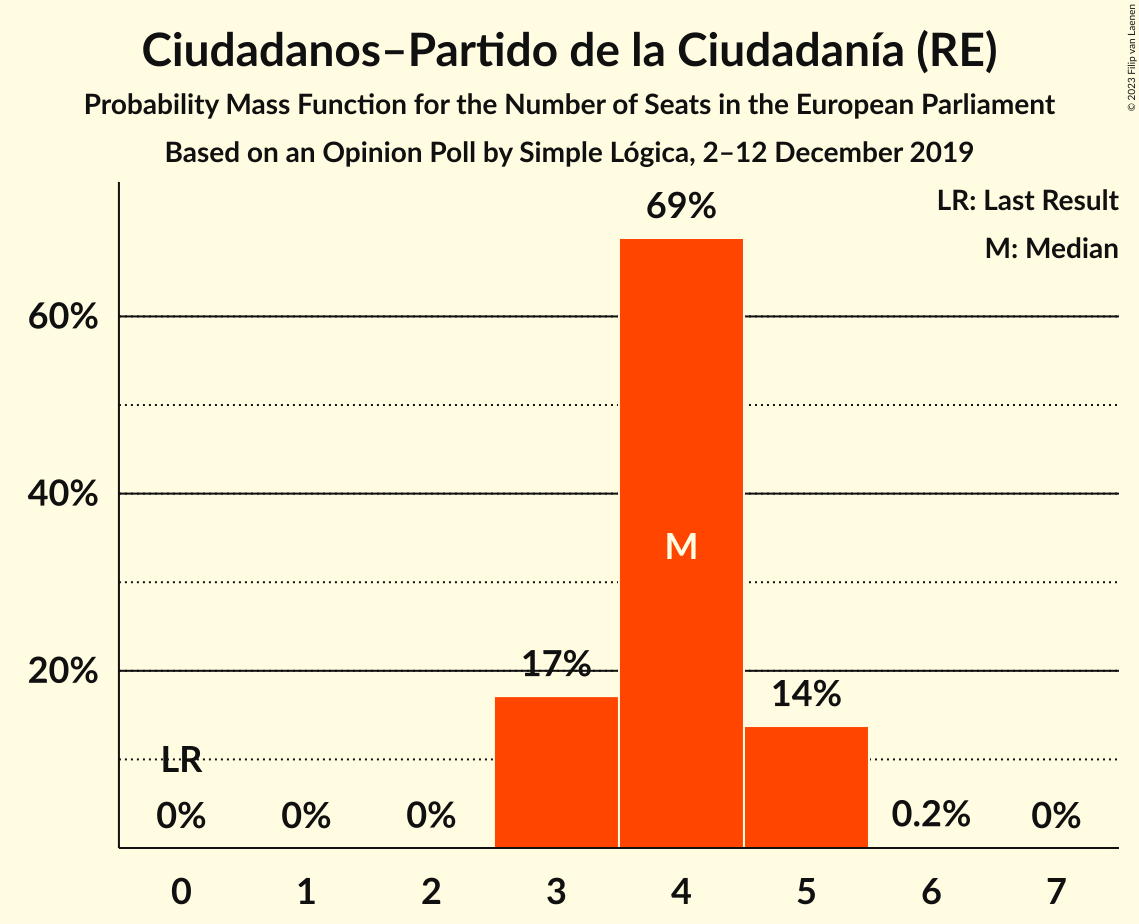 Ciudadanos–Partido de la Ciudadanía (RE)
Probability Mass Function for the Number of Seats in the European Parliament
Based on an Opinion Poll by Simple Lógica, 2–12 December 2019
© 2023 Filip van Laenen
LR: Last Result
M: Median
69%
60%
40%
M
20%
17%
14%
LR
0%
0%
0%
0.2%
0%
0 1 2 3 4 5 6 7